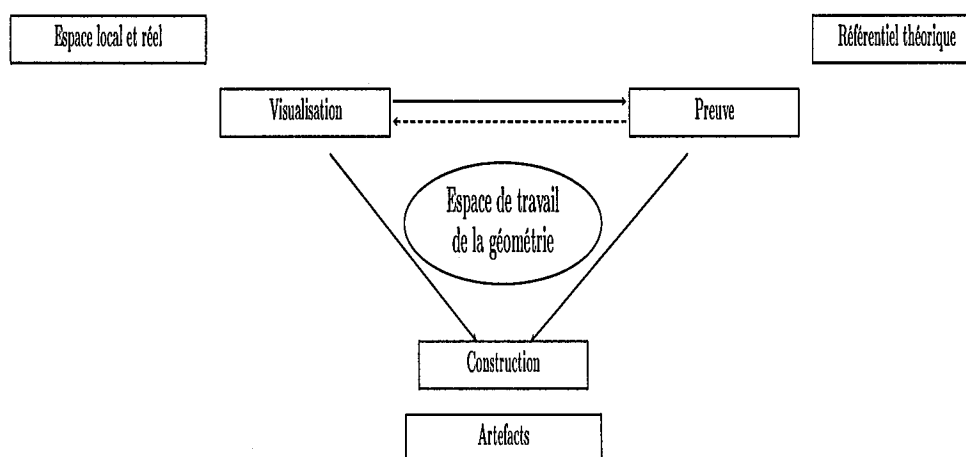 Espace local et réel
Référentiel théorique
Visualisation
Preuve
Espace de travail
de la géométrie
Construction
Artefacts